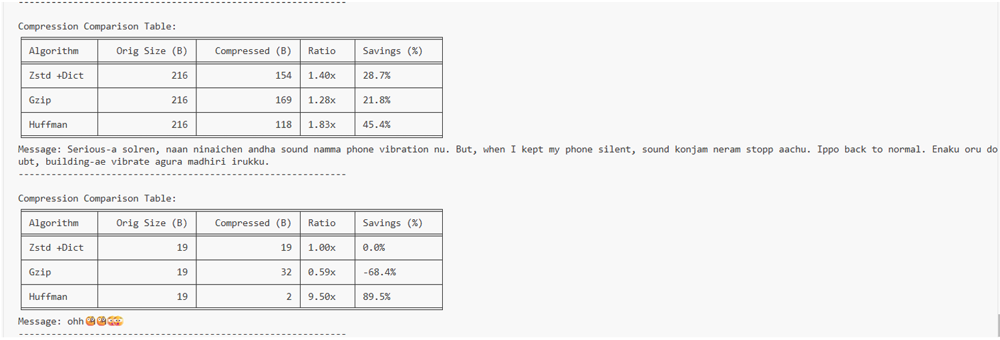 Compression Comparison Table:
Algorithm Orig Size (B) Compressed (B) Ratio Savings (%)
Zstd +Dict 216 154 1.40x 28.7%
Gzip 216 169 1.28x 21.8%
Huffman 216 118 1.83x 45.4%
Message: Serious-a solren, naan ninaichen andha sound namma phone vibration nu. But, when I kept my phone silent, sound konjam neram stopp aachu. Ippo back to normal. Enaku oru do
ubt, building-ae vibrate agura madhiri irukku.
--------------------------------------------------------
Compression Comparison Table:
Algorithm Orig Size (B) Compressed (B) Ratio Savings (%)
Zstd +Dict 19 19 1.00x 0.0%
Gzip 19 32 0.59x -68.4%
Huffman 19 2 9.50x 89.5%
Message: ohh
--------------------------------------------------------